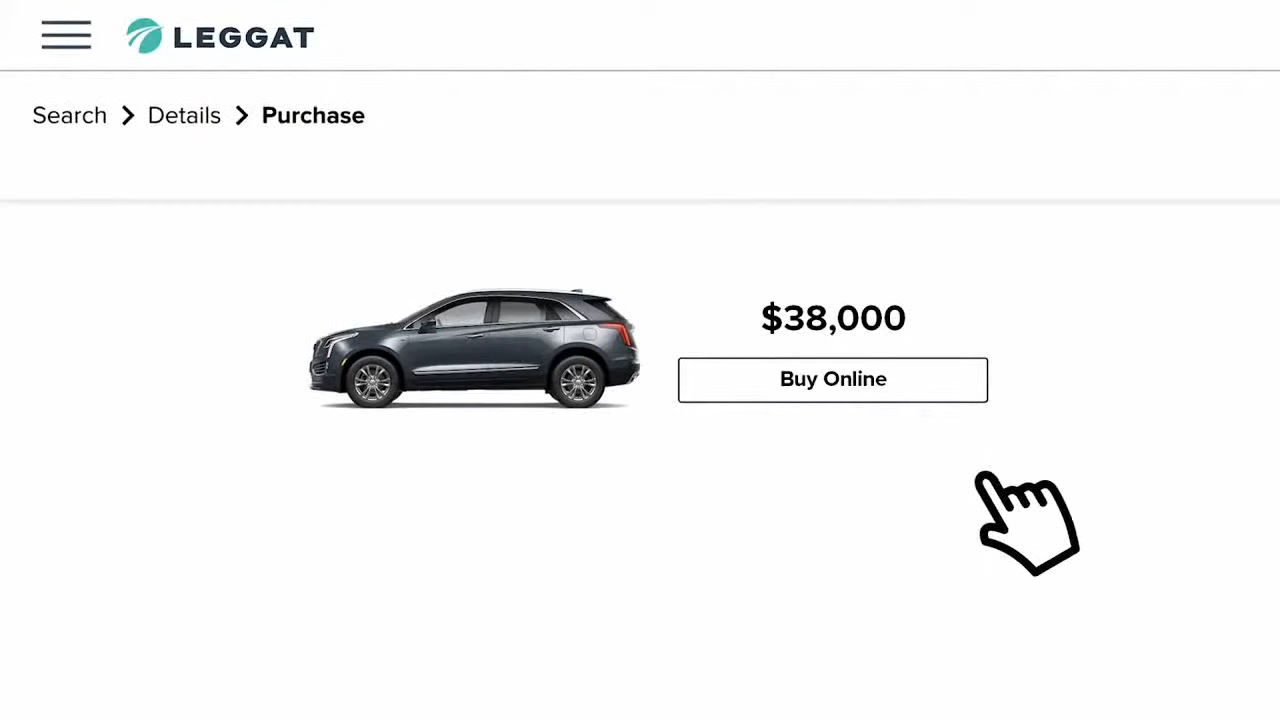 LEGGAT
Search > Details > Purchase
$38,000
Buy Online